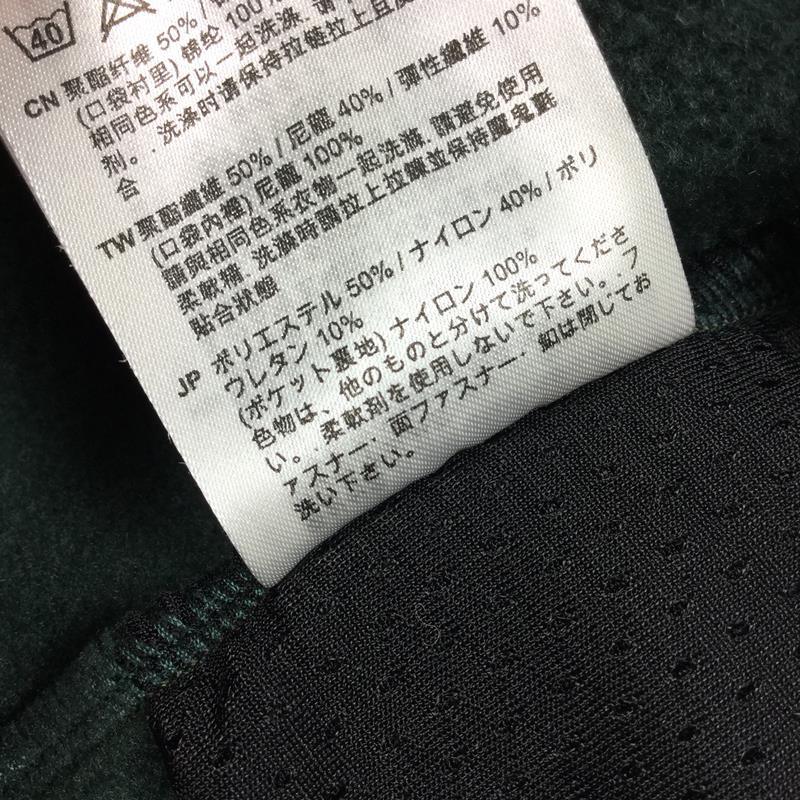 40
CN 聚酯纤维 50% /
(口袋衬里) 锦纶 100%
相同色系可以一起洗涤. 请
剂。.洗涤时请保持拉链拉上且
合
TW 聚酯纖維 50% / 尼龍 40% / 彈性纖維 10%
(口袋內裡) 尼龍 100%
請與相同色系衣物一起洗滌. 請避免使用
柔軟精. 洗滌時請拉上拉鍊並保持魔鬼氈
貼合狀態
JP ポリエステル 50% / ナイロン 40% / ポリ
ウレタン 10%
(ポケット裏地) ナイロン 100%
色物は、他のものと分けて洗ってくださ
い。. 柔軟剤を使用しないで下さい。. フ
ァスナー・面ファスナー・釦は閉じてお
洗い下さい。